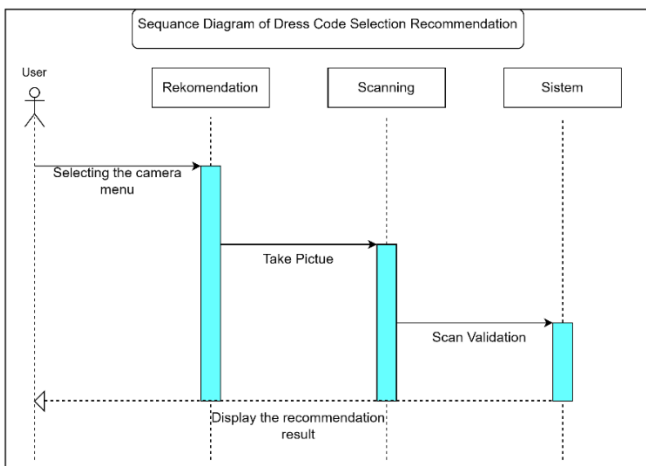 Sequance Diagram of Dress Code Selection Recommendation
User
Rekomendation
Scanning
Sistem
Selecting the camera
menu
Take Pictue
Scan Validation
Display the recommendation
result